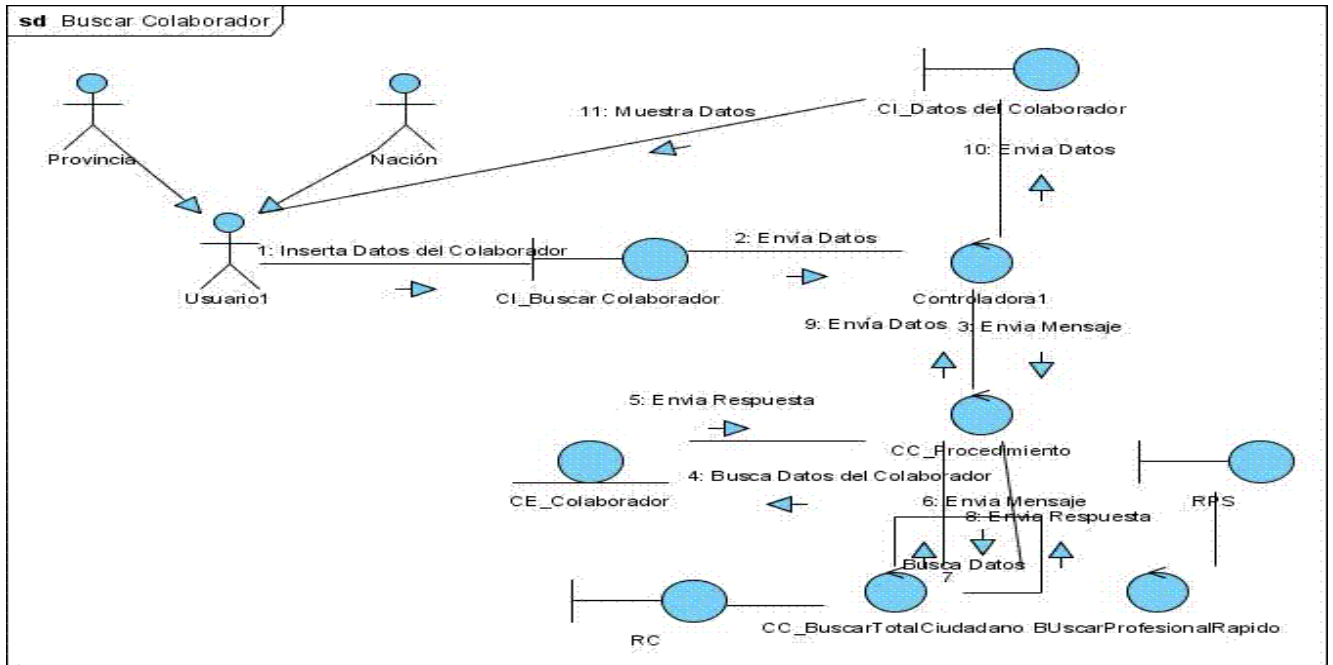 sd Buscar Colaborador
CI_Datos del Colaborador
11: Muestra Datos
Provincia
Nación
10: Envia Datos
1: Inserta Datos del Colaborador
2: Envía Datos
Usuario1
CI_Buscar Colaborador
Controladora1
9: Envía Datos
3: Envia Mensaje
5: Envia Respuesta
CC_Procedimiento
4: Busca Datos del Colaborador
CE_Colaborador
6: Envia Mensaje
RPS
8: Envia Respuesta
Busca Datos
7
RC
CC_BuscarTotalCiudadano
BUscarProfesionalRapido